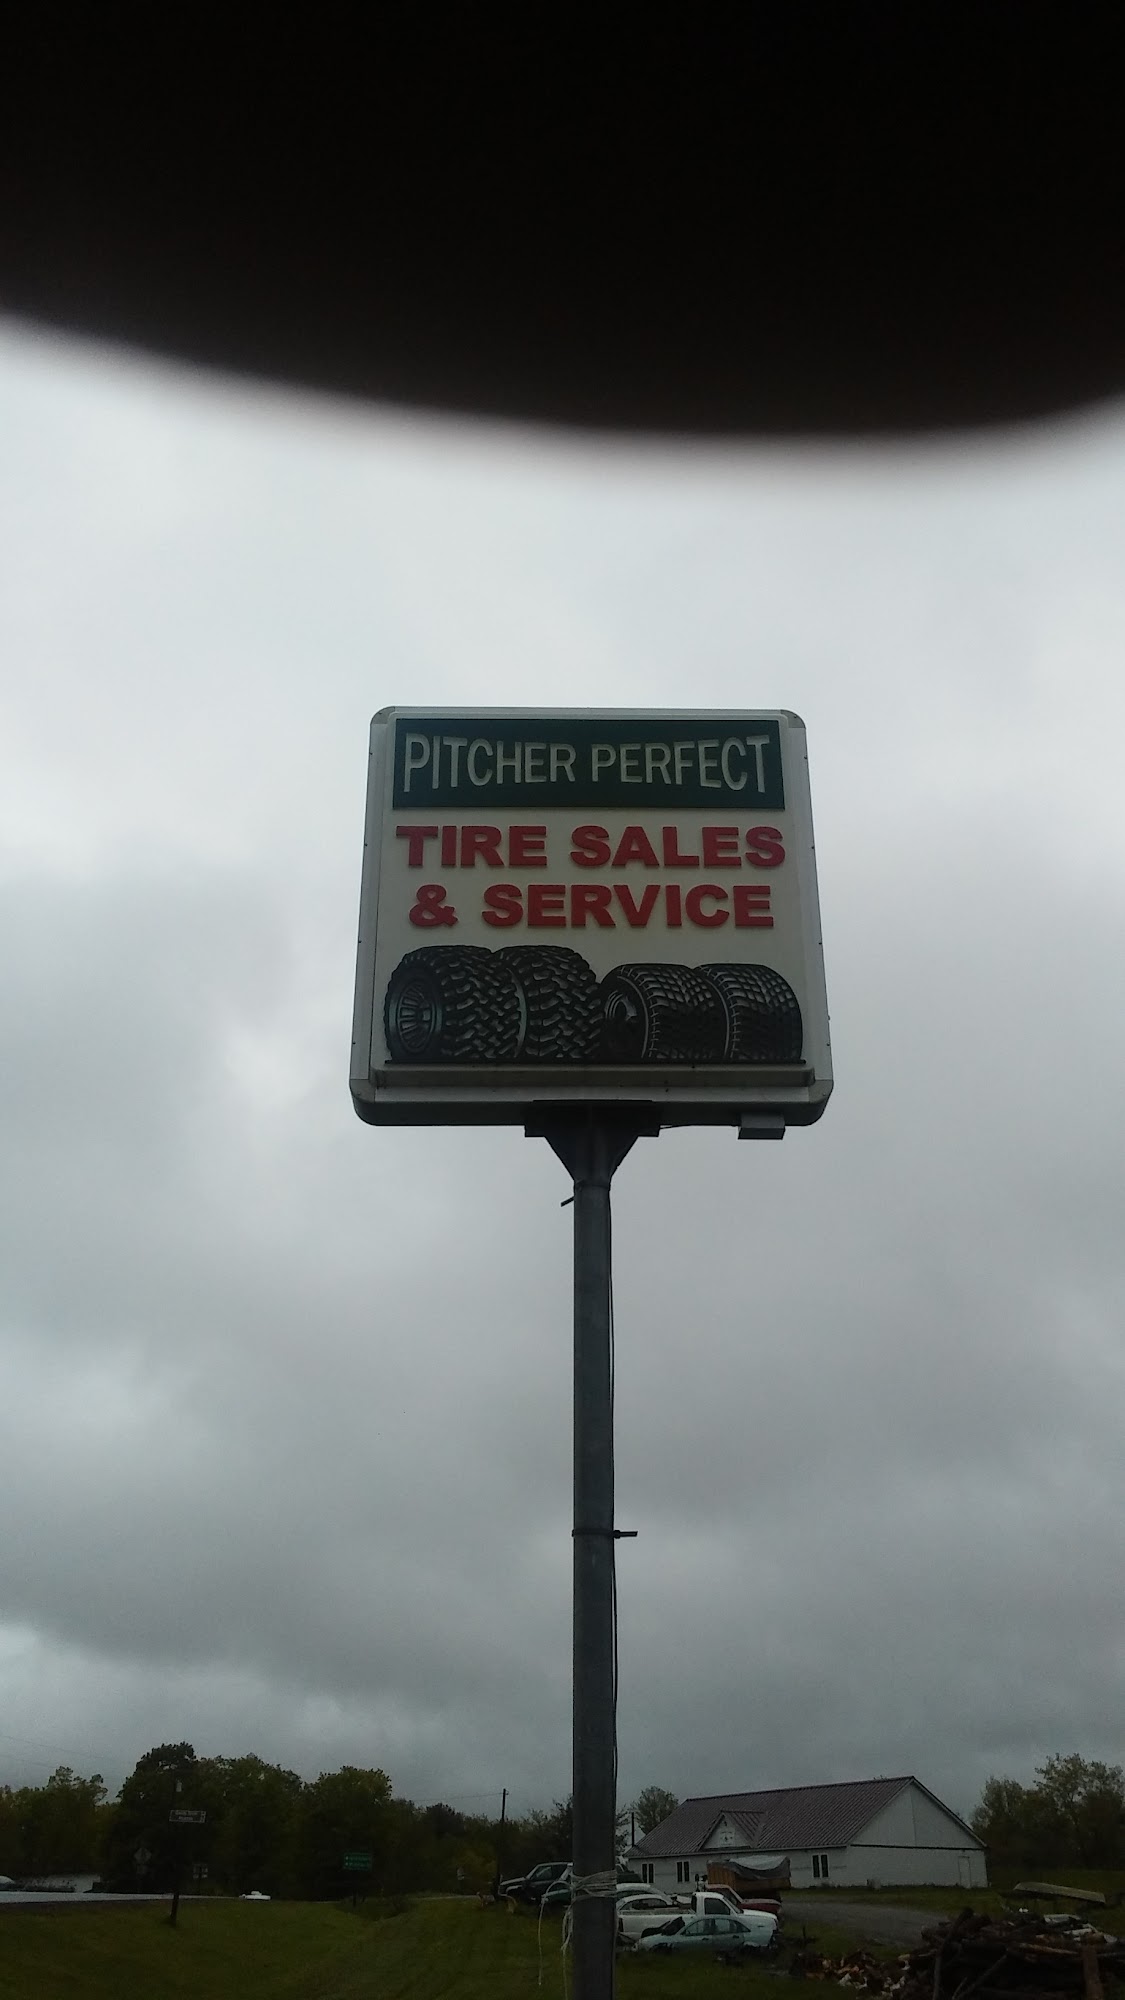 PITCHER PERFECT
TIRE SALES
& SERVICE